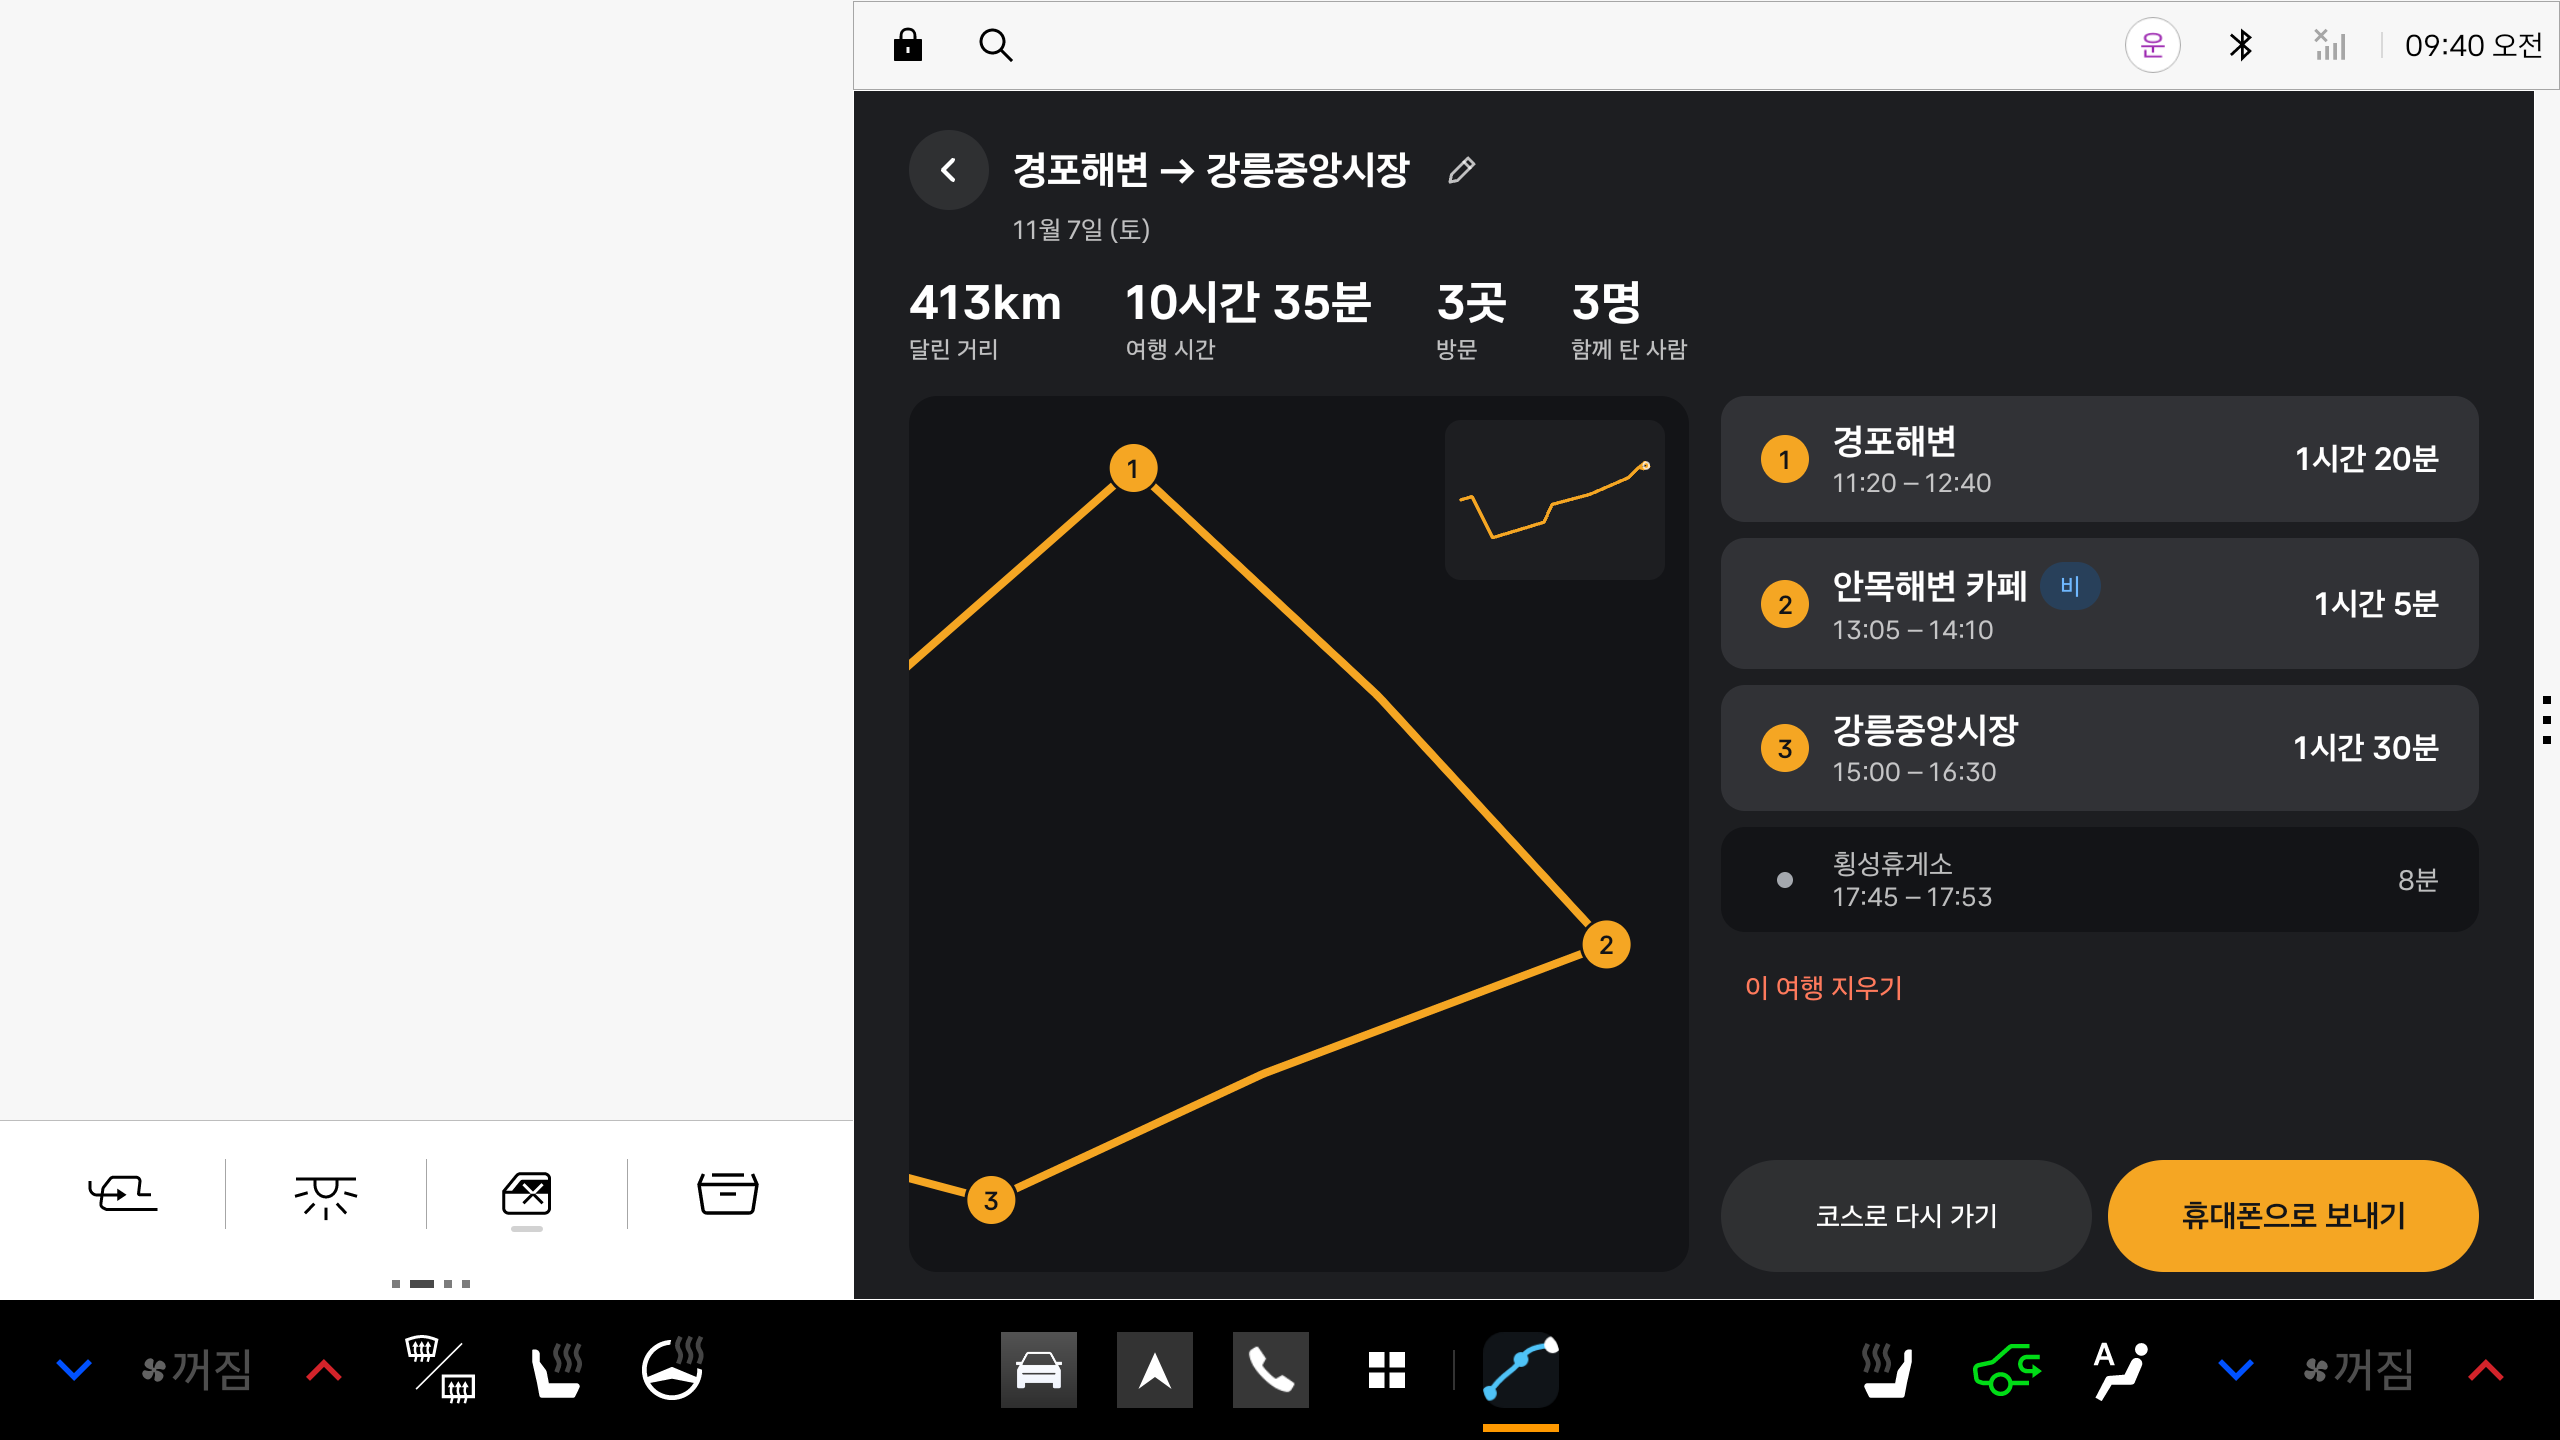 운
09:40 오전
경포해변 → 강릉중앙시장
11월 7일 (토)
413km 10시간 35분 3곳 3명
달린 거리 여행 시간 방문 함께 탄 사람
1
2
3
1 경포해변 1시간 20분
11:20 – 12:40
2 안목해변 카페 비 1시간 5분
13:05 – 14:10
3 강릉중앙시장 1시간 30분
15:00 – 16:30
횡성휴게소 8분
17:45 – 17:53
이 여행 지우기
코스로 다시 가기 휴대폰으로 보내기
꺼짐 A 꺼짐